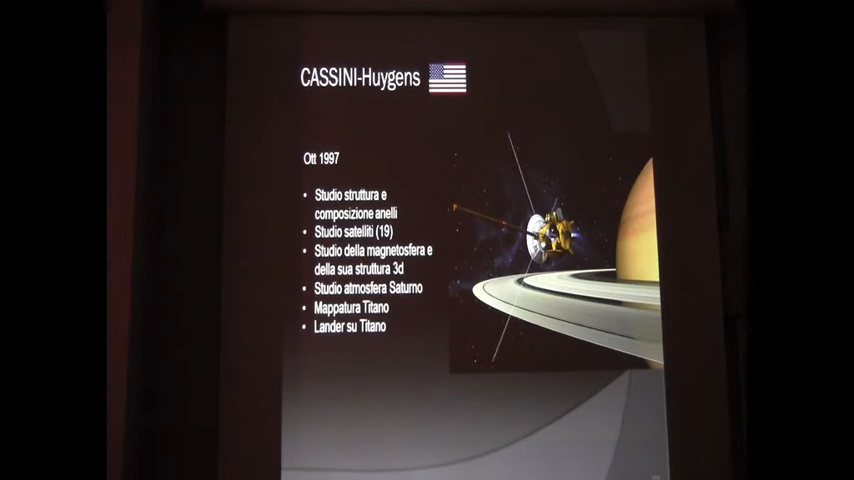 CASSINI-Huygens
Ott 1997
• Studio struttura e
composizione anelli
• Studio satelliti (19)
• Studio della magnetosfera e
della sua struttura 3d
• Studio atmosfera Saturno
• Mappatura Titano
• Lander su Titano